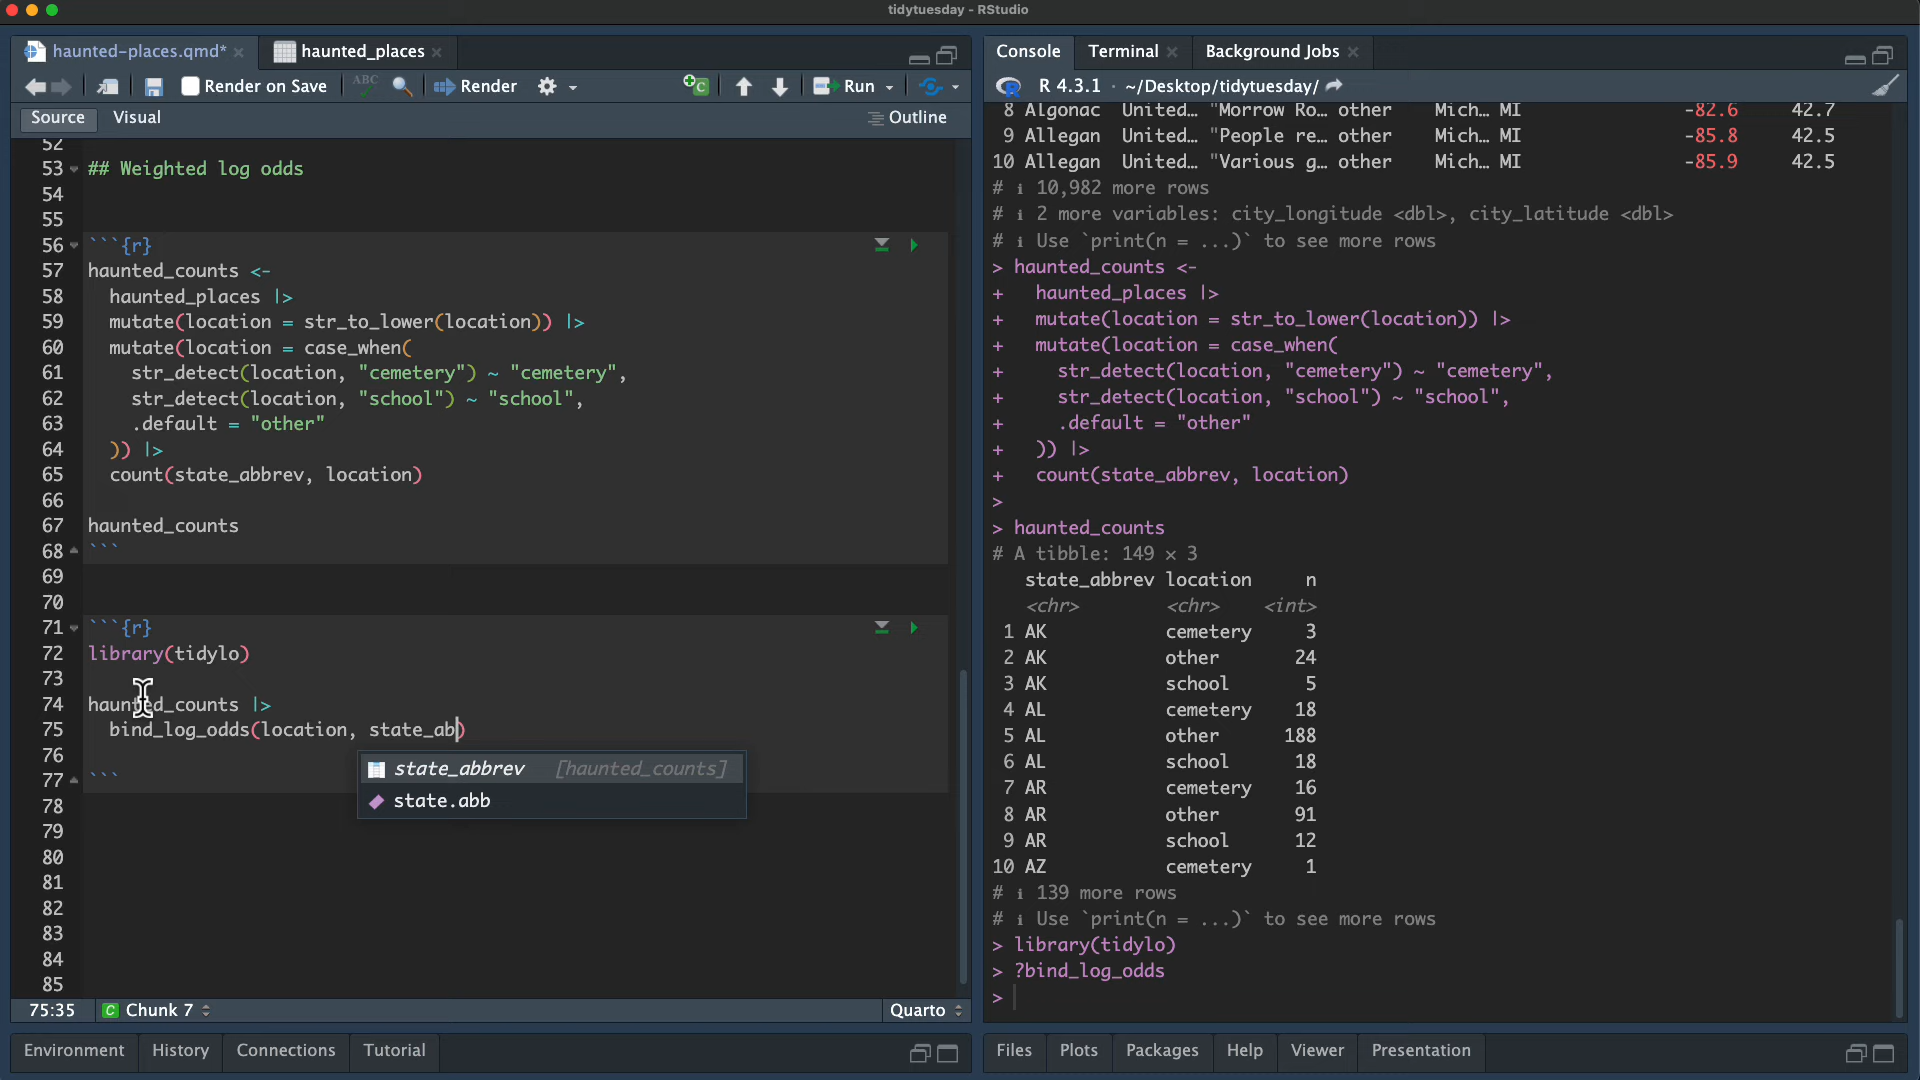 tidytuesday - RStudio
haunted-places.qmd* × haunted_places ×
Render on Save ABC Render Run
Source Visual Outline
52
53 ## Weighted log odds
54
55
56 ```{r}
57 haunted_counts <-
58 haunted_places |>
59 mutate(location = str_to_lower(location)) |>
60 mutate(location = case_when(
61 str_detect(location, "cemetery") ~ "cemetery",
62 str_detect(location, "school") ~ "school",
63 .default = "other"
64 )) |>
65 count(state_abbrev, location)
66
67 haunted_counts
68 ```
69
70
71 ```{r}
72 library(tidylo)
73
74 haunted_counts |>
75 bind_log_odds(location, state_ab)
state_abbrev [haunted_counts]
state.abb
76
77 ```
78
79
80
81
82
83
84
85
75:35 C Chunk 7 Quarto
Environment History Connections Tutorial
Console Terminal × Background Jobs ×
R 4.3.1 · ~/Desktop/tidytuesday/
8 Algonac United… "Morrow Ro… other Mich… MI -82.6 42.7
9 Allegan United… "People re… other Mich… MI -85.8 42.5
10 Allegan United… "Various g… other Mich… MI -85.9 42.5
# ℹ 10,982 more rows
# ℹ 2 more variables: city_longitude <dbl>, city_latitude <dbl>
# ℹ Use `print(n = ...)` to see more rows
> haunted_counts <-
+ haunted_places |>
+ mutate(location = str_to_lower(location)) |>
+ mutate(location = case_when(
+ str_detect(location, "cemetery") ~ "cemetery",
+ str_detect(location, "school") ~ "school",
+ .default = "other"
+ )) |>
+ count(state_abbrev, location)
>
> haunted_counts
# A tibble: 149 × 3
state_abbrev location n
<chr> <chr> <int>
1 AK cemetery 3
2 AK other 24
3 AK school 5
4 AL cemetery 18
5 AL other 188
6 AL school 18
7 AR cemetery 16
8 AR other 91
9 AR school 12
10 AZ cemetery 1
# ℹ 139 more rows
# ℹ Use `print(n = ...)` to see more rows
> library(tidylo)
> ?bind_log_odds
>
Files Plots Packages Help Viewer Presentation